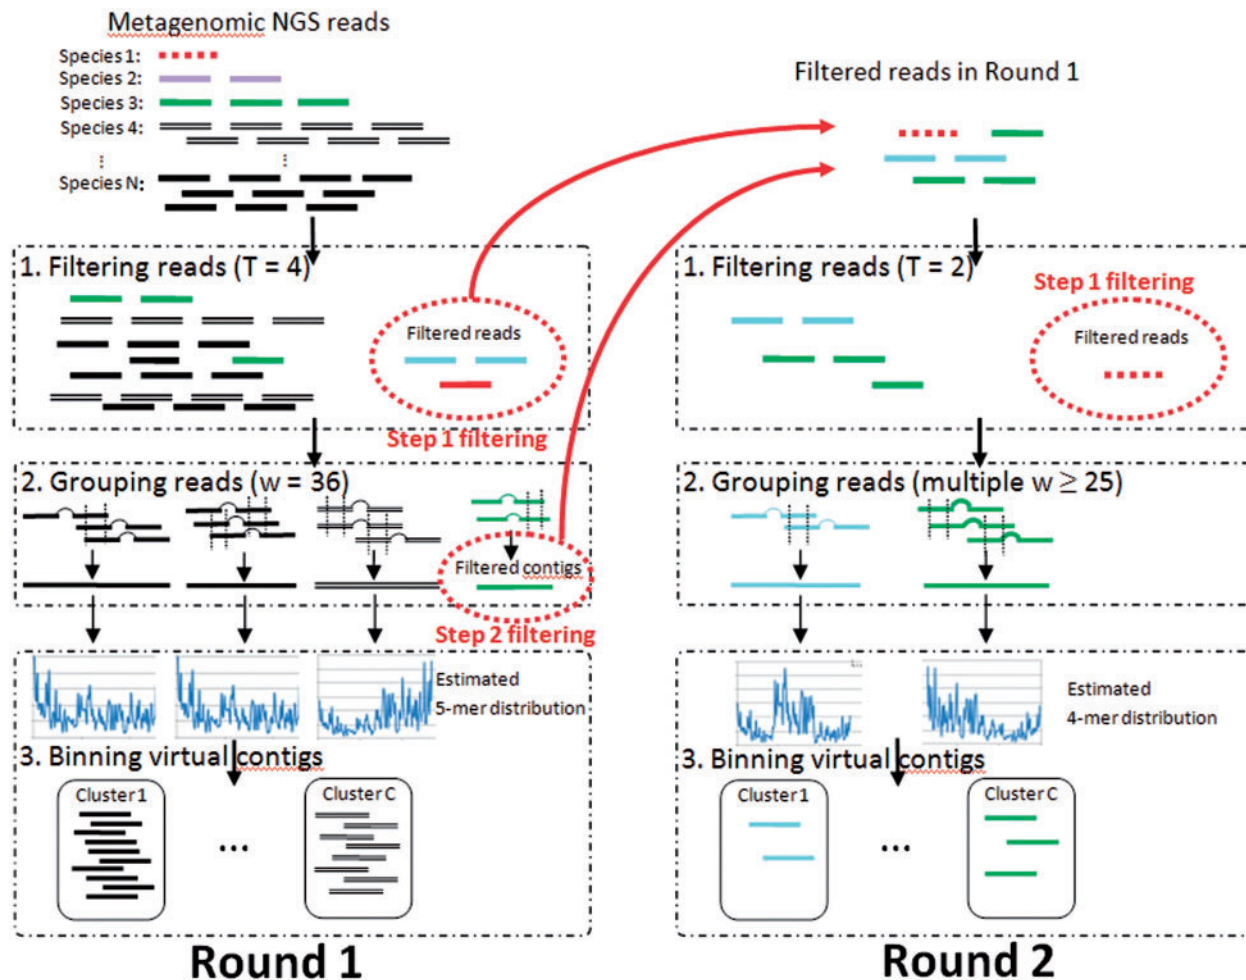 Metagenomic NGS reads
Species 1:
Species 2:
Species 3:
Species 4:
⋮
⋮
Species N:
1. Filtering reads (T = 4)
Filtered reads
Step 1 filtering
2. Grouping reads (w = 36)
Filtered contigs
Step 2 filtering
Estimated
5-mer distribution
3. Binning virtual contigs
Cluster 1
...
Cluster C
Round 1
Filtered reads in Round 1
1. Filtering reads (T = 2)
Step 1 filtering
Filtered reads
2. Grouping reads (multiple w ≥ 25)
Estimated
4-mer distribution
3. Binning virtual contigs
Cluster 1
...
Cluster C
Round 2